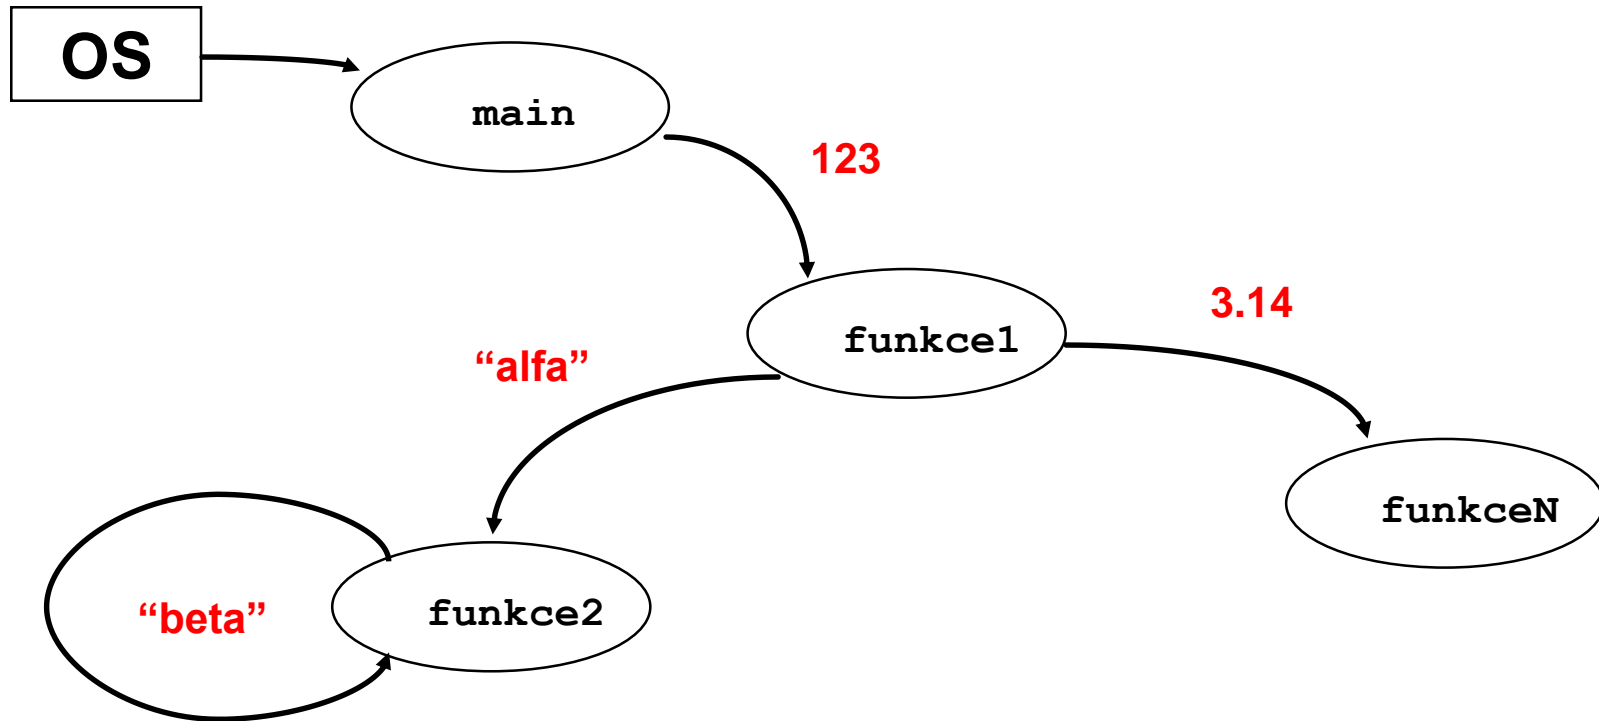 OS
main
123
funkce1
3.14
“alfa”
funkceN
“beta”
funkce2